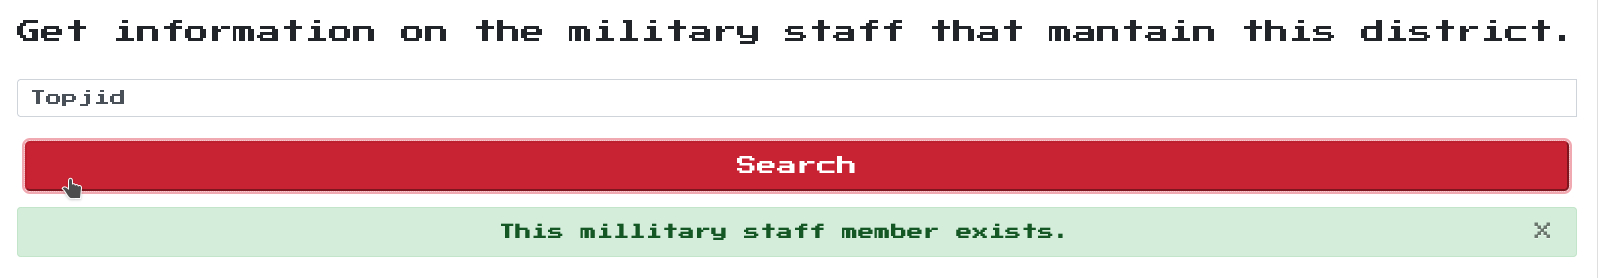 Get information on the military staff that mantain this district.
Topjid
Search
This millitary staff member exists. X